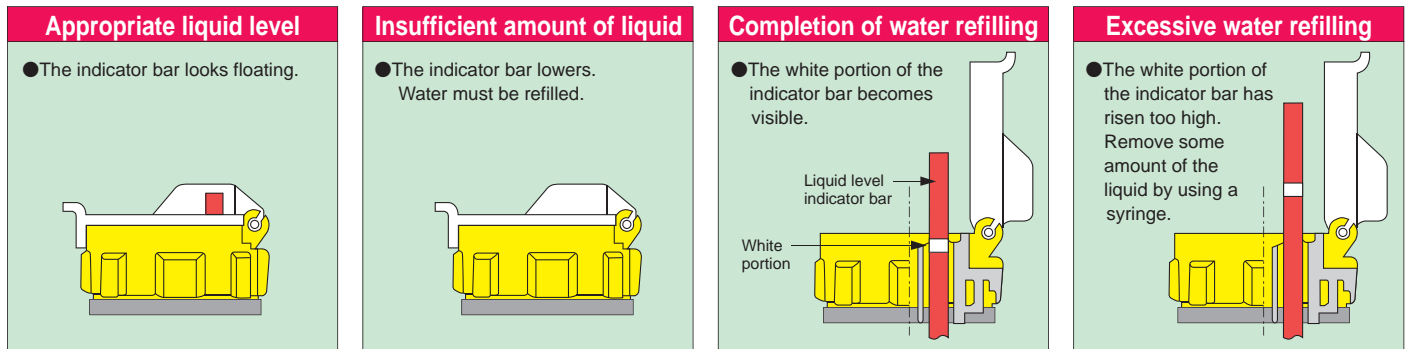 Appropriate liquid level
●The indicator bar looks floating.
Insufficient amount of liquid
●The indicator bar lowers.
Water must be refilled.
Completion of water refilling
●The white portion of the
indicator bar becomes
visible.
Liquid level
indicator bar
White
portion
Excessive water refilling
●The white portion of
the indicator bar has
risen too high.
Remove some
amount of the
liquid by using a
syringe.